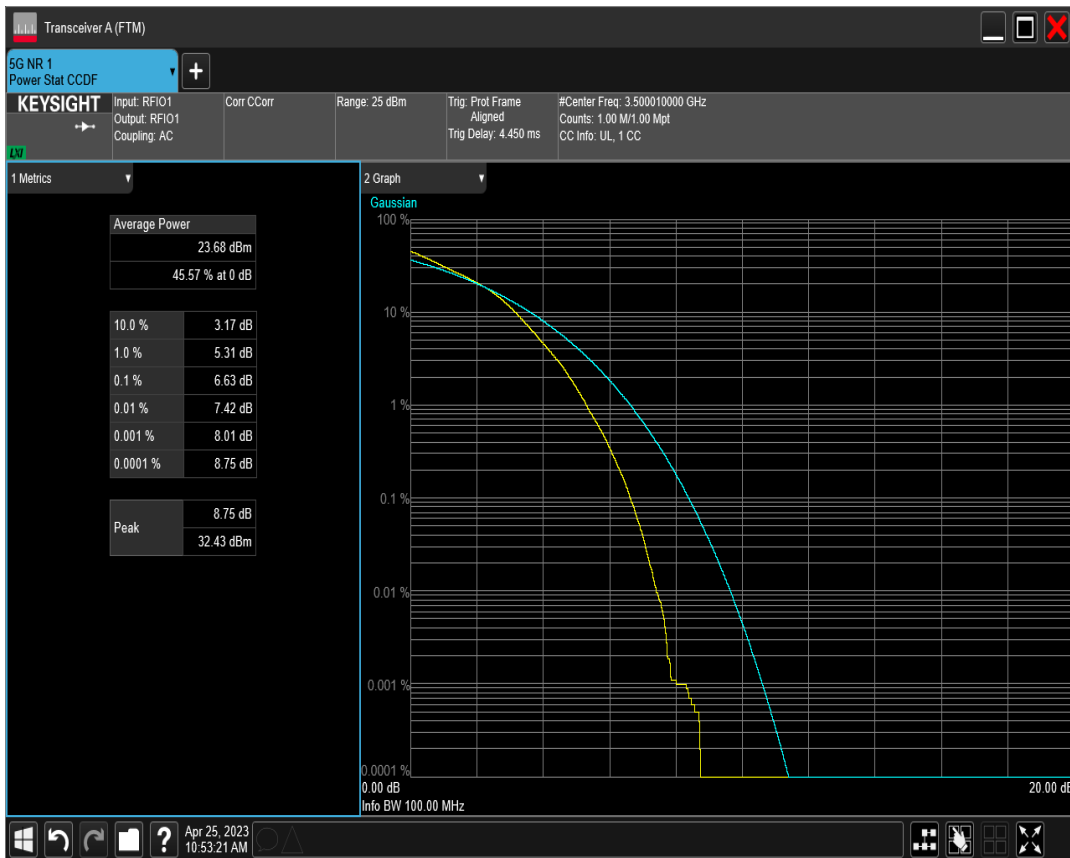 Transceiver A (FTM)
5G NR 1
Power Stat CCDF
KEYSIGHT
LXI
Input: RFIO1
Output: RFIO1
Coupling: AC
Corr CCorr
Range: 25 dBm
Trig: Prot Frame
Aligned
Trig Delay: 4.450 ms
#Center Freq: 3.500010000 GHz
Counts: 1.00 M/1.00 Mpt
CC Info: UL, 1 CC
1 Metrics
Average Power
23.68 dBm
45.57 % at 0 dB
10.0 % 3.17 dB
1.0 % 5.31 dB
0.1 % 6.63 dB
0.01 % 7.42 dB
0.001 % 8.01 dB
0.0001 % 8.75 dB
Peak
8.75 dB
32.43 dBm
2 Graph
Gaussian
100 %
10 %
1 %
0.1 %
0.01 %
0.001 %
0.0001 %
0.00 dB 20.00 dB
Info BW 100.00 MHz
?
Apr 25, 2023
10:53:21 AM